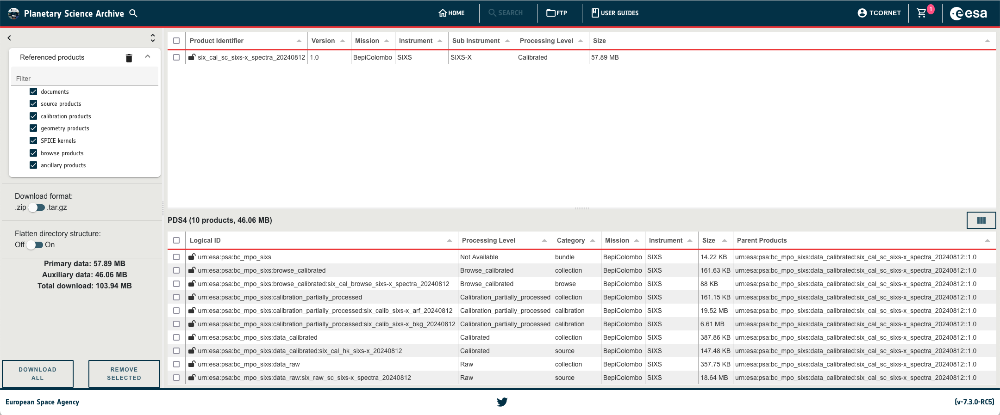 Planetary Science Archive
HOME
SEARCH
FTP
USER GUIDES
TCORNET
1
esa
Referenced products
Filter
documents
source products
calibration products
geometry products
SPICE kernels
browse products
ancillary products
Download format:
.zip .tar.gz
Flatten directory structure:
Off On
Primary data: 57.89 MB
Auxiliary data: 46.06 MB
Total download: 103.94 MB
DOWNLOAD ALL
REMOVE SELECTED
Product Identifier Version Mission Instrument Sub Instrument Processing Level Size
six_cal_sc_sixs-x_spectra_20240812 1.0 BepiColombo SIXS SIXS-X Calibrated 57.89 MB
PDS4 (10 products, 46.06 MB)
Logical ID Processing Level Category Mission Instrument Size Parent Products
urn:esa:psa:bc_mpo_sixs Not Available bundle BepiColombo SIXS 14.22 KB urn:esa:psa:bc_mpo_sixs:data_calibrated:six_cal_sc_sixs-x_spectra_20240812::1.0
urn:esa:psa:bc_mpo_sixs:browse_calibrated Browse_calibrated collection BepiColombo SIXS 161.63 KB urn:esa:psa:bc_mpo_sixs:data_calibrated:six_cal_sc_sixs-x_spectra_20240812::1.0
urn:esa:psa:bc_mpo_sixs:browse_calibrated:six_cal_browse_sixs-x_spectra_20240812 Browse_calibrated browse BepiColombo SIXS 88 KB urn:esa:psa:bc_mpo_sixs:data_calibrated:six_cal_sc_sixs-x_spectra_20240812::1.0
urn:esa:psa:bc_mpo_sixs:calibration_partially_processed Calibration_partially_processed collection BepiColombo SIXS 161.15 KB urn:esa:psa:bc_mpo_sixs:data_calibrated:six_cal_sc_sixs-x_spectra_20240812::1.0
urn:esa:psa:bc_mpo_sixs:calibration_partially_processed:six_calib_sixs-x_arf_20240812 Calibration_partially_processed calibration BepiColombo SIXS 19.52 MB urn:esa:psa:bc_mpo_sixs:data_calibrated:six_cal_sc_sixs-x_spectra_20240812::1.0
urn:esa:psa:bc_mpo_sixs:calibration_partially_processed:six_calib_sixs-x_bkg_20240812 Calibration_partially_processed calibration BepiColombo SIXS 6.61 MB urn:esa:psa:bc_mpo_sixs:data_calibrated:six_cal_sc_sixs-x_spectra_20240812::1.0
urn:esa:psa:bc_mpo_sixs:data_calibrated Calibrated collection BepiColombo SIXS 387.86 KB urn:esa:psa:bc_mpo_sixs:data_calibrated:six_cal_sc_sixs-x_spectra_20240812::1.0
urn:esa:psa:bc_mpo_sixs:data_calibrated:six_cal_hk_sixs-x_20240812 Calibrated source BepiColombo SIXS 147.48 KB urn:esa:psa:bc_mpo_sixs:data_calibrated:six_cal_sc_sixs-x_spectra_20240812::1.0
urn:esa:psa:bc_mpo_sixs:data_raw Raw collection BepiColombo SIXS 357.75 KB urn:esa:psa:bc_mpo_sixs:data_calibrated:six_cal_sc_sixs-x_spectra_20240812::1.0
urn:esa:psa:bc_mpo_sixs:data_raw:six_raw_sc_sixs-x_spectra_20240812 Raw source BepiColombo SIXS 18.64 MB urn:esa:psa:bc_mpo_sixs:data_calibrated:six_cal_sc_sixs-x_spectra_20240812::1.0
European Space Agency
(v-7.3.0-RC5)